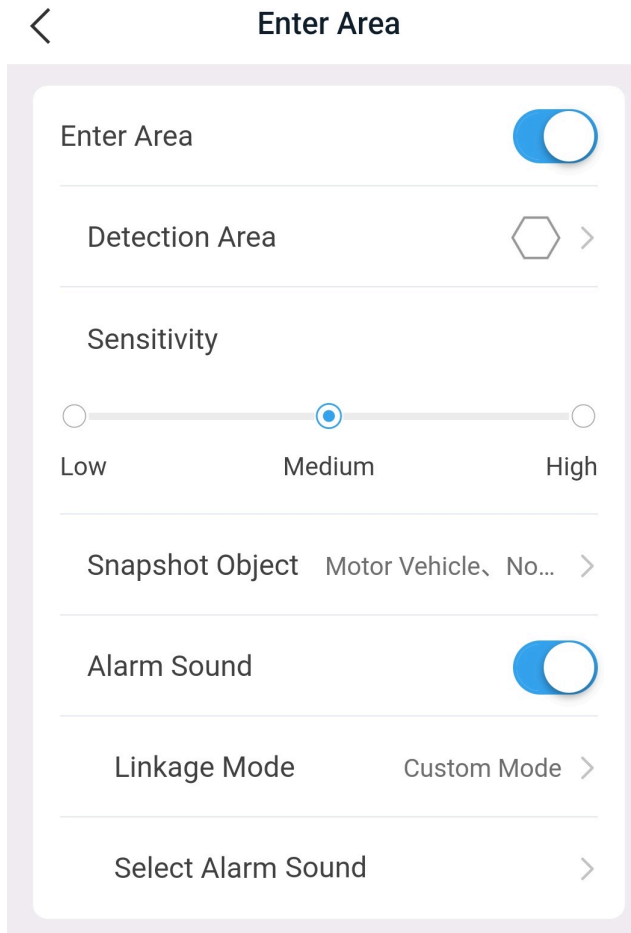 Enter Area
Enter Area
Detection Area
Sensitivity
Low Medium High
Snapshot Object Motor Vehicle、No...
Alarm Sound
Linkage Mode Custom Mode
Select Alarm Sound